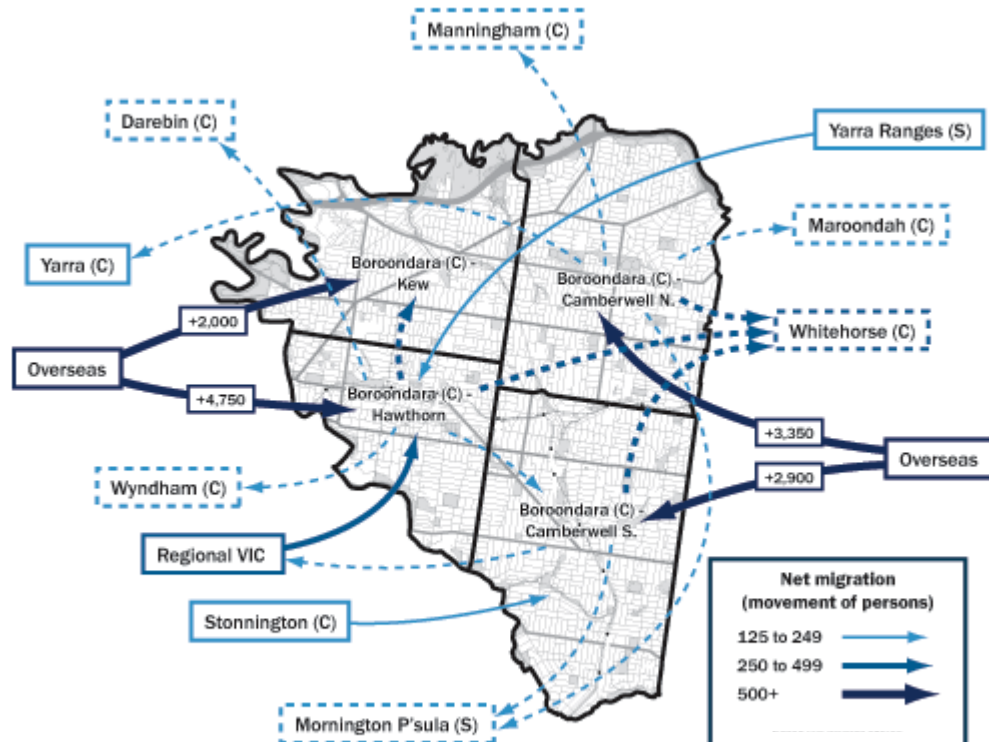 Manningham (C)
Darebin (C)
Yarra Ranges (S)
Maroondah (C)
Yarra (C)
Boroondara (C) -
Kew
Boroondara (C) -
Camberwell N.
+2,000
Whitehorse (C)
Overseas
+4,750
Boroondara (C) -
Hawthorn
+3,350
Overseas
+2,900
Wyndham (C)
Boroondara (C) -
Camberwell S.
Regional VIC
Stonnington (C)
Mornington P'sula (S)
Net migration
(movement of persons)
125 to 249
250 to 499
500+